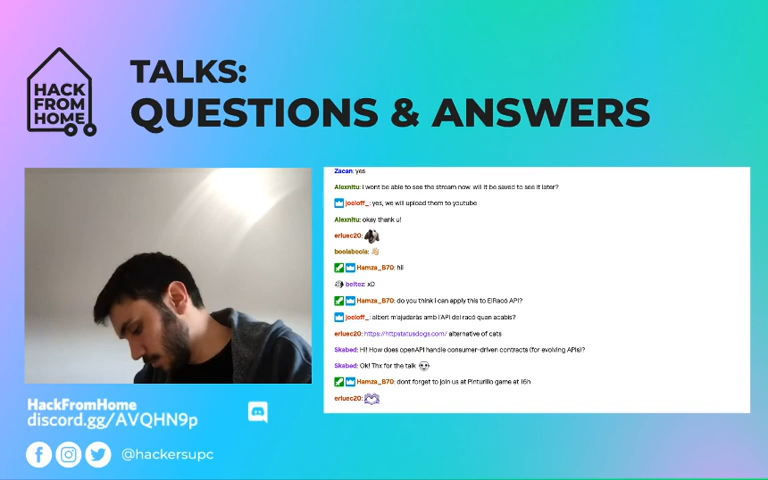 HACK
FROM
HOME
TALKS:
QUESTIONS & ANSWERS
Zacan: yes
Alexnitu: I wont be able to see the stream now. will it be saved to see it later?
joeloff_: yes, we will upload them to youtube
Alexnitu: okay thank u!
erluec20:
boolaboola:
Hamza_B70: hi!
beltez: xD
Hamza_B70: do you think i can apply this to ElRacó API?
joeloff_: albert m'ajudaràs amb l'API del racó quan acabis?
erluec20: https://httpstatusdogs.com/ alternative of cats
Skabed: Hi! How does openAPI handle consumer-driven contracts (for evolving APIs)?
Skabed: Ok! Thx for the talk
Hamza_B70: dont forget to join us at Pinturillo game at 16h
erluec20:
HackFromHome
discord.gg/AVQHN9p
@hackersupc